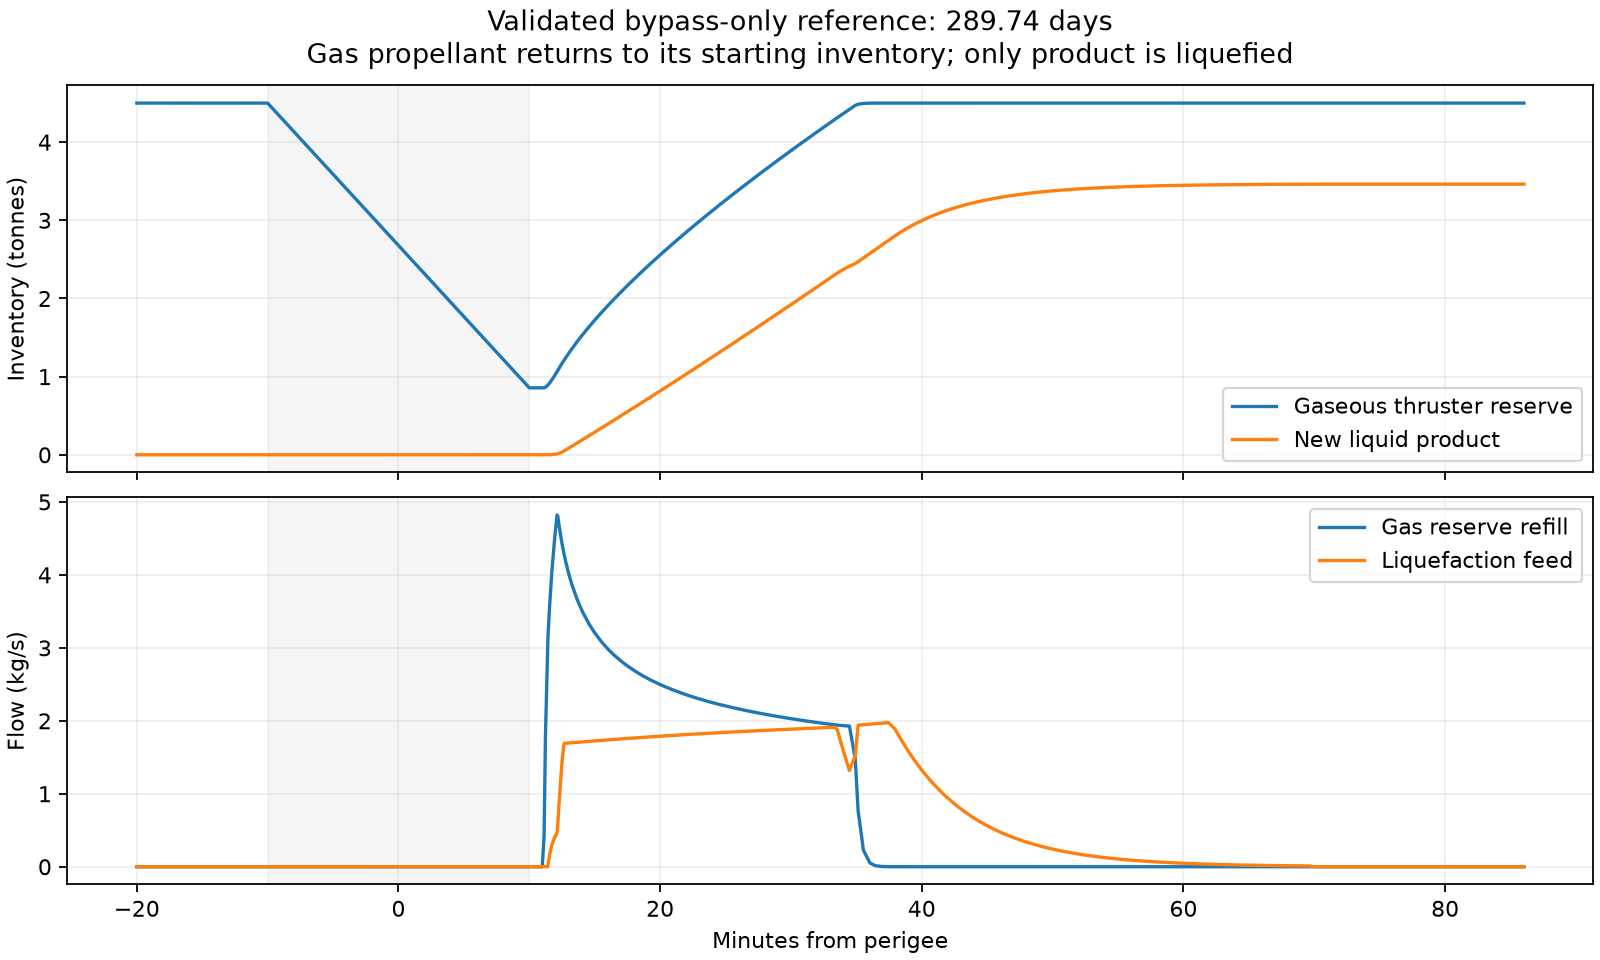 Validated bypass-only reference: 289.74 days
Gas propellant returns to its starting inventory; only product is liquefied
Inventory (tonnes)
4
3
2
1
0
Gaseous thruster reserve
New liquid product
Flow (kg/s)
5
4
3
2
1
0
Gas reserve refill
Liquefaction feed
−20 0 20 40 60 80
Minutes from perigee